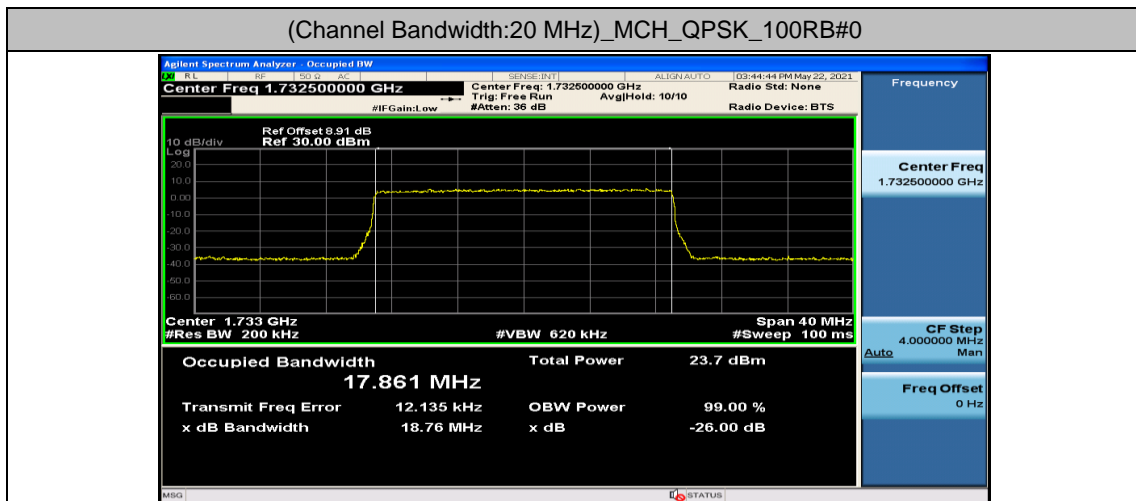 (Channel Bandwidth:20 MHz)_MCH_QPSK_100RB#0
Agilent Spectrum Analyzer - Occupied BW
LXI RL RF 50 Ω AC SENSE:INT ALIGN AUTO 03:44:44 PM May 22, 2021
Center Freq 1.732500000 GHz Center Freq: 1.732500000 GHz Radio Std: None
Trig: Free Run Avg|Hold: 10/10
#IFGain:Low #Atten: 36 dB Radio Device: BTS
Frequency
Ref Offset 8.91 dB
10 dB/div Ref 30.00 dBm
Log
20.0
10.0
0.00
-10.0
-20.0
-30.0
-40.0
-50.0
-60.0
Center Freq
1.732500000 GHz
Center 1.733 GHz Span 40 MHz
#Res BW 200 kHz #VBW 620 kHz #Sweep 100 ms
CF Step
4.000000 MHz
Auto Man
Occupied Bandwidth Total Power 23.7 dBm
17.861 MHz
Freq Offset
0 Hz
Transmit Freq Error 12.135 kHz OBW Power 99.00 %
x dB Bandwidth 18.76 MHz x dB -26.00 dB
MSG STATUS